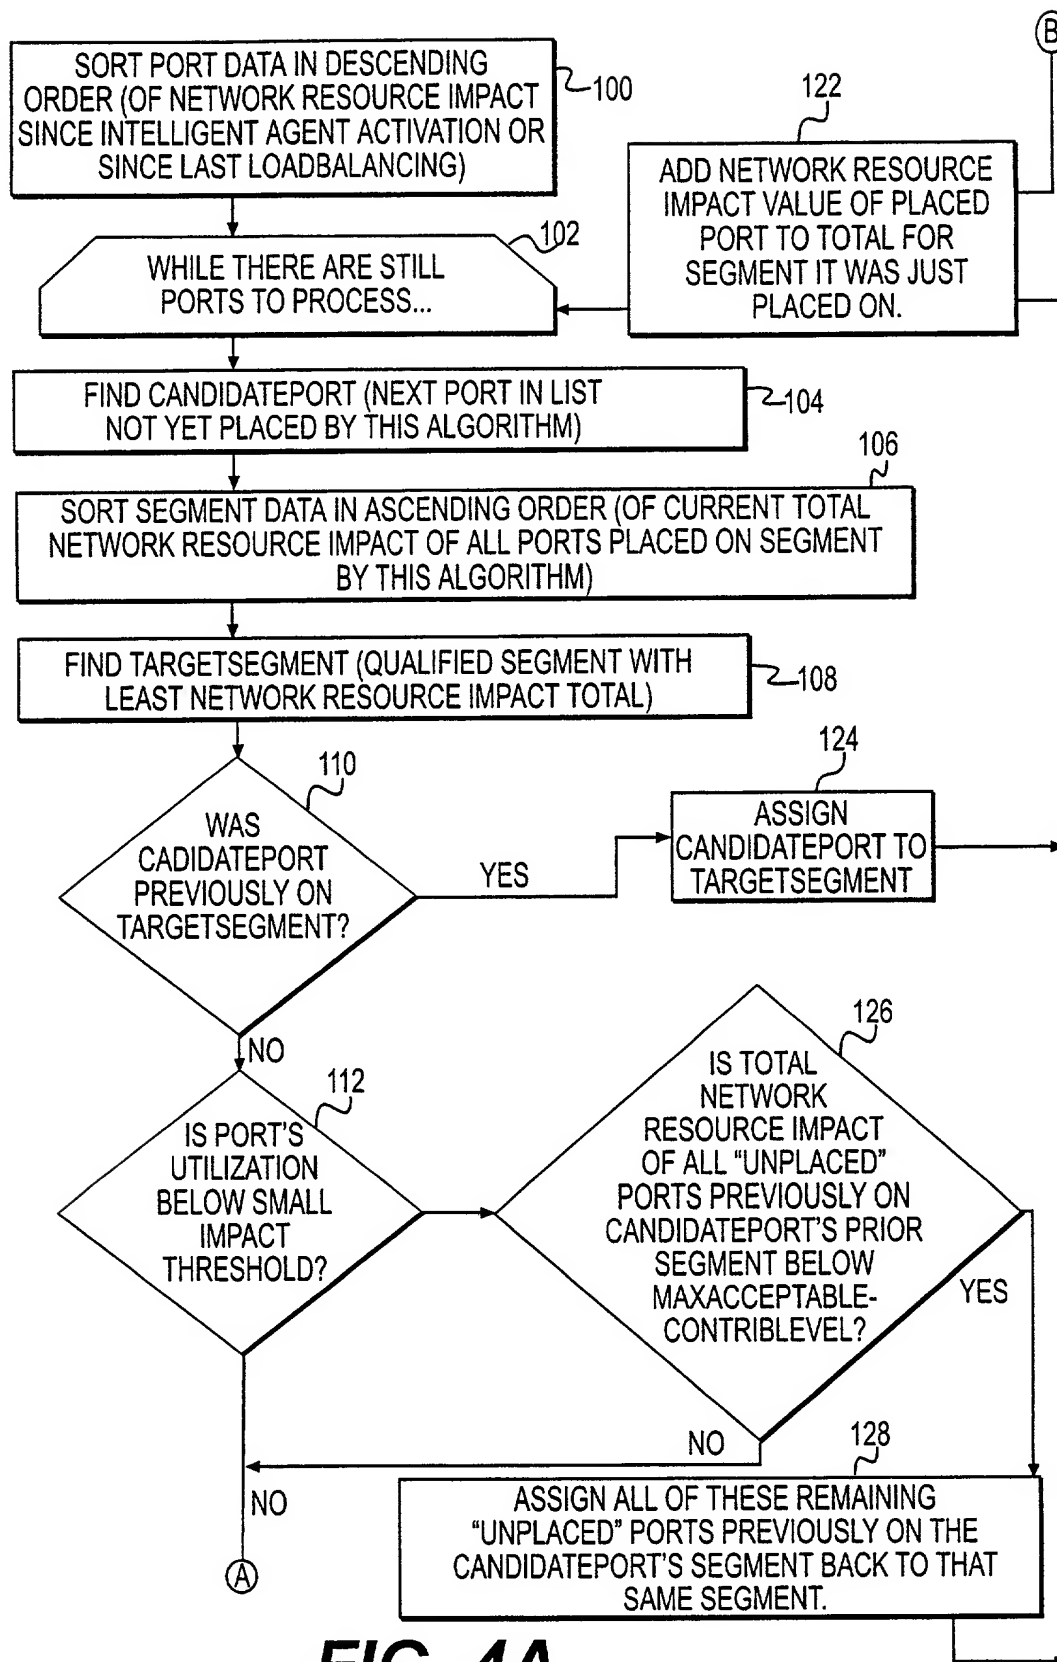 SORT PORT DATA IN DESCENDING
ORDER (OF NETWORK RESOURCE IMPACT
SINCE INTELLIGENT AGENT ACTIVATION OR
SINCE LAST LOADBALANCING)
100
B
122
ADD NETWORK RESOURCE
IMPACT VALUE OF PLACED
PORT TO TOTAL FOR
SEGMENT IT WAS JUST
PLACED ON.
102
WHILE THERE ARE STILL
PORTS TO PROCESS...
FIND CANDIDATEPORT (NEXT PORT IN LIST
NOT YET PLACED BY THIS ALGORITHM)
104
106
SORT SEGMENT DATA IN ASCENDING ORDER (OF CURRENT TOTAL
NETWORK RESOURCE IMPACT OF ALL PORTS PLACED ON SEGMENT
BY THIS ALGORITHM)
FIND TARGETSEGMENT (QUALIFIED SEGMENT WITH
LEAST NETWORK RESOURCE IMPACT TOTAL)
108
110
WAS
CADIDATEPORT
PREVIOUSLY ON
TARGETSEGMENT?
YES
124
ASSIGN
CANDIDATEPORT TO
TARGETSEGMENT
NO
112
IS PORT'S
UTILIZATION
BELOW SMALL
IMPACT
THRESHOLD?
126
IS TOTAL
NETWORK
RESOURCE IMPACT
OF ALL "UNPLACED"
PORTS PREVIOUSLY ON
CANDIDATEPORT'S PRIOR
SEGMENT BELOW
MAXACCEPTABLE-
CONTRIBLEVEL?
YES
NO
NO
A
128
ASSIGN ALL OF THESE REMAINING
"UNPLACED" PORTS PREVIOUSLY ON THE
CANDIDATEPORT'S SEGMENT BACK TO THAT
SAME SEGMENT.
FIG. 4A